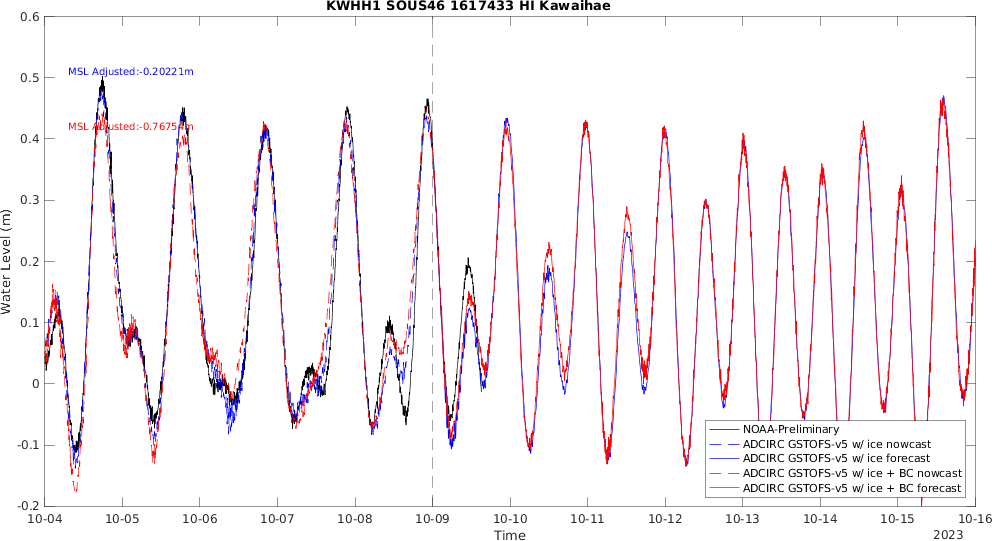 KWHH1 SOUS46 1617433 HI Kawaihae
0.6
0.5
0.4
0.3
0.2
0.1
0
-0.1
-0.2
Water Level (m)
MSL Adjusted:-0.20221m
MSL Adjusted:-0.76754m
NOAA-Preliminary
ADCIRC GSTOFS-v5 w/ ice nowcast
ADCIRC GSTOFS-v5 w/ ice forecast
ADCIRC GSTOFS-v5 w/ ice + BC nowcast
ADCIRC GSTOFS-v5 w/ ice + BC forecast
10-04 10-05 10-06 10-07 10-08 10-09 10-10 10-11 10-12 10-13 10-14 10-15 10-16
Time
2023